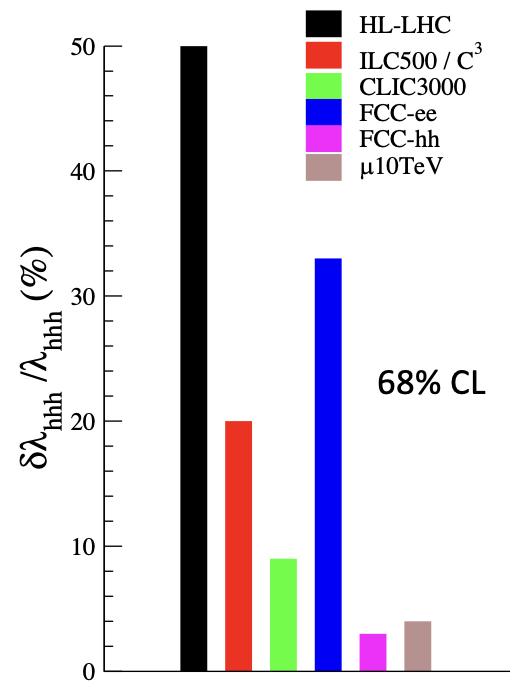 HL-LHC
ILC500 / C³
CLIC3000
FCC-ee
FCC-hh
μ10TeV
50
40
30
20
10
0
δλhhh /λhhh (%)
68% CL